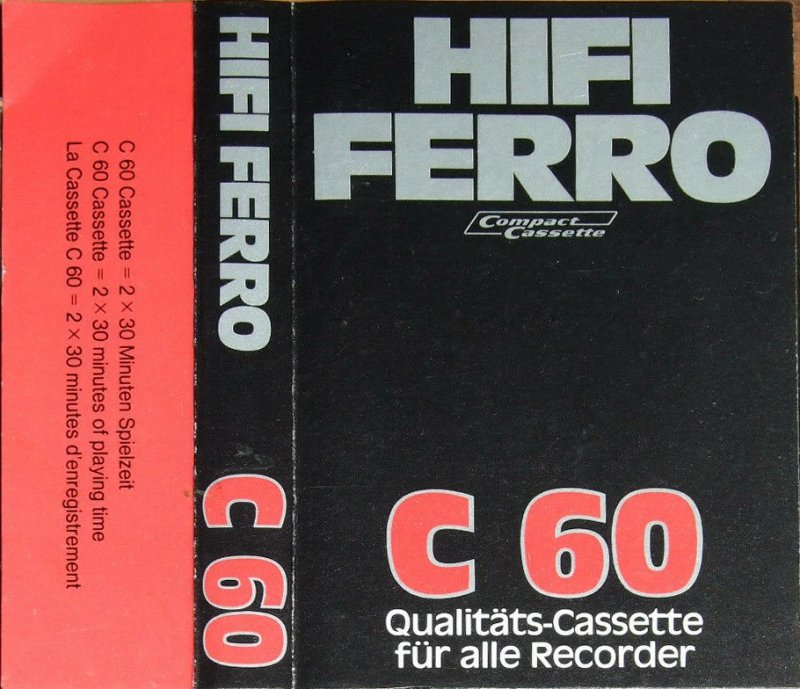 C 60 Cassette = 2 × 30 Minuten Spielzeit
C 60 Cassette = 2 × 30 minutes of playing time
La Cassette C 60 = 2 × 30 minutes d'enregistrement
HIFI FERRO C 60
HIFI
FERRO
Compact
Cassette
C 60
Qualitäts-Cassette
für alle Recorder